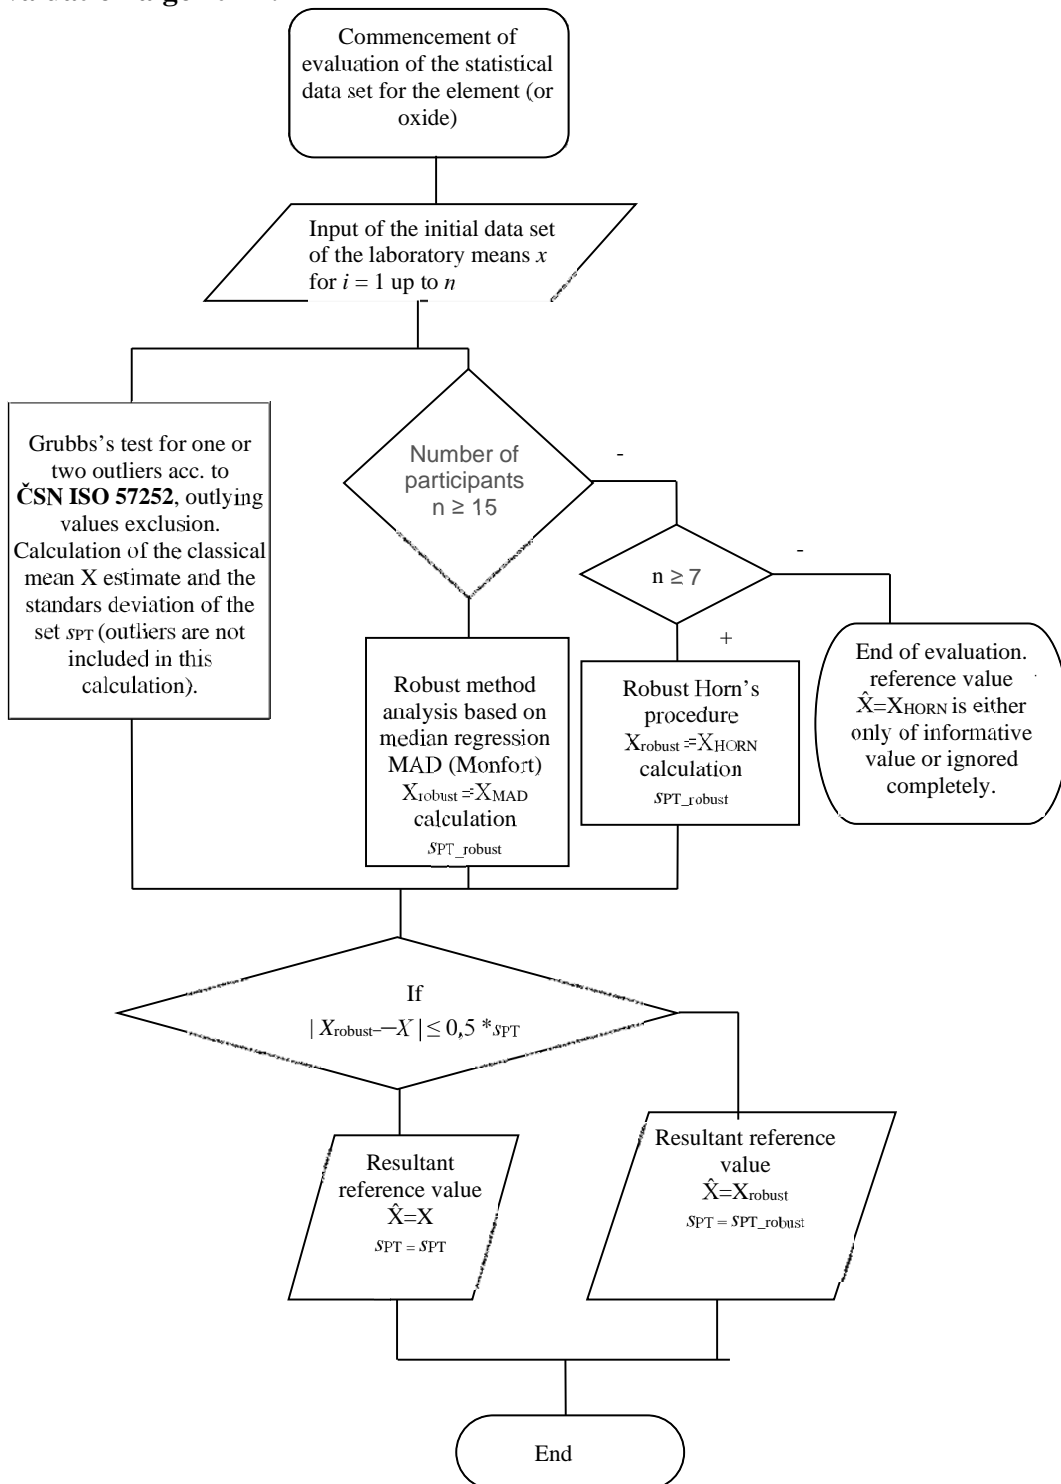 Commencement of
evaluation of the statistical
data set for the element (or
oxide)
Input of the initial data set
of the laboratory means x
for i = 1 up to n
Grubbs's test for one or
two outliers acc. to
ČSN ISO 57252, outlying
values exclusion.
Calculation of the classical
mean X estimate and the
standars deviation of the
set sPT (outliers are not
included in this
calculation).
Number of
participants
n ≥ 15
-
n ≥ 7
-
+
Robust method
analysis based on
median regression
MAD (Monfort)
Xrobust =XMAD
calculation
sPT_robust
Robust Horn's
procedure
Xrobust =XHORN
calculation
sPT_robust
End of evaluation.
reference value
X̂=XHORN is either
only of informative
value or ignored
completely.
If
| Xrobust–X | ≤ 0,5 *sPT
Resultant
reference value
X̂=X
sPT = sPT
Resultant reference
value
X̂=Xrobust
sPT = sPT_robust
End